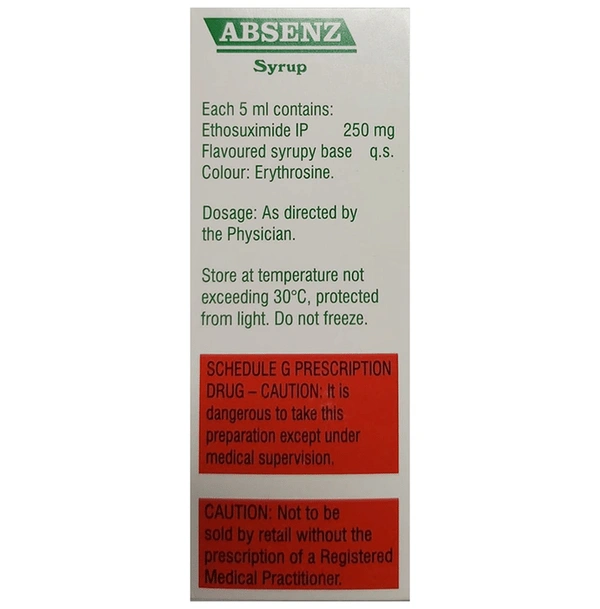 ABSENZ
Syrup
Each 5 ml contains:
Ethosuximide IP 250 mg
Flavoured syrupy base q.s.
Colour: Erythrosine.
Dosage: As directed by
the Physician.
Store at temperature not
exceeding 30°C, protected
from light. Do not freeze.
SCHEDULE G PRESCRIPTION
DRUG – CAUTION: It is
dangerous to take this
preparation except under
medical supervision.
CAUTION: Not to be
sold by retail without the
prescription of a Registered
Medical Practitioner.